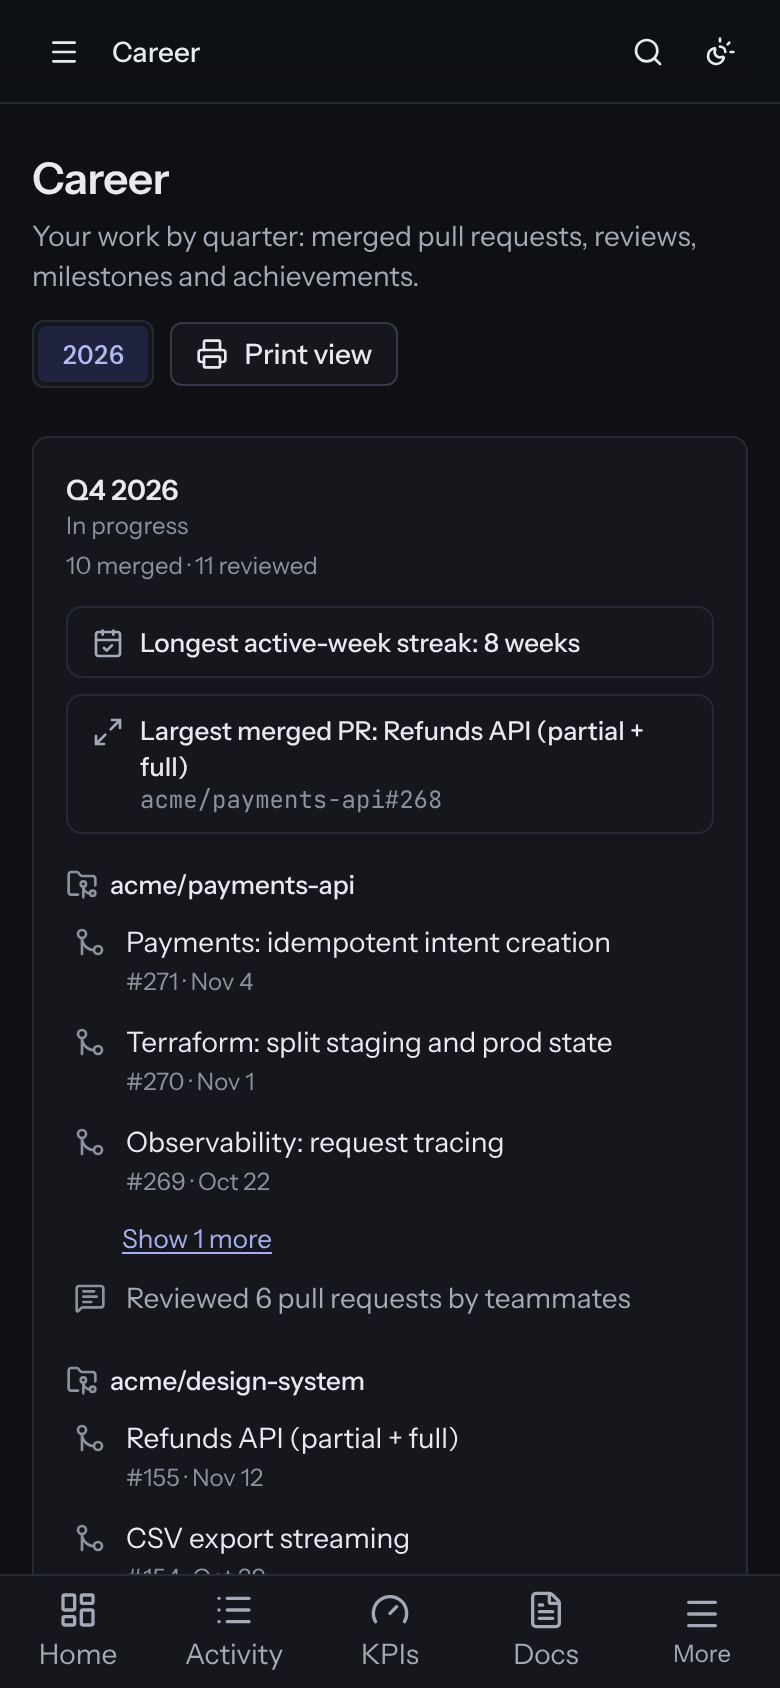 Career
Career
Your work by quarter: merged pull requests, reviews,
milestones and achievements.
2026
Print view
Q4 2026
In progress
10 merged · 11 reviewed
Longest active-week streak: 8 weeks
Largest merged PR: Refunds API (partial +
full)
acme/payments-api#268
acme/payments-api
Payments: idempotent intent creation
#271 · Nov 4
Terraform: split staging and prod state
#270 · Nov 1
Observability: request tracing
#269 · Oct 22
Show 1 more
Reviewed 6 pull requests by teammates
acme/design-system
Refunds API (partial + full)
#155 · Nov 12
CSV export streaming
Home
Activity
KPIs
Docs
More